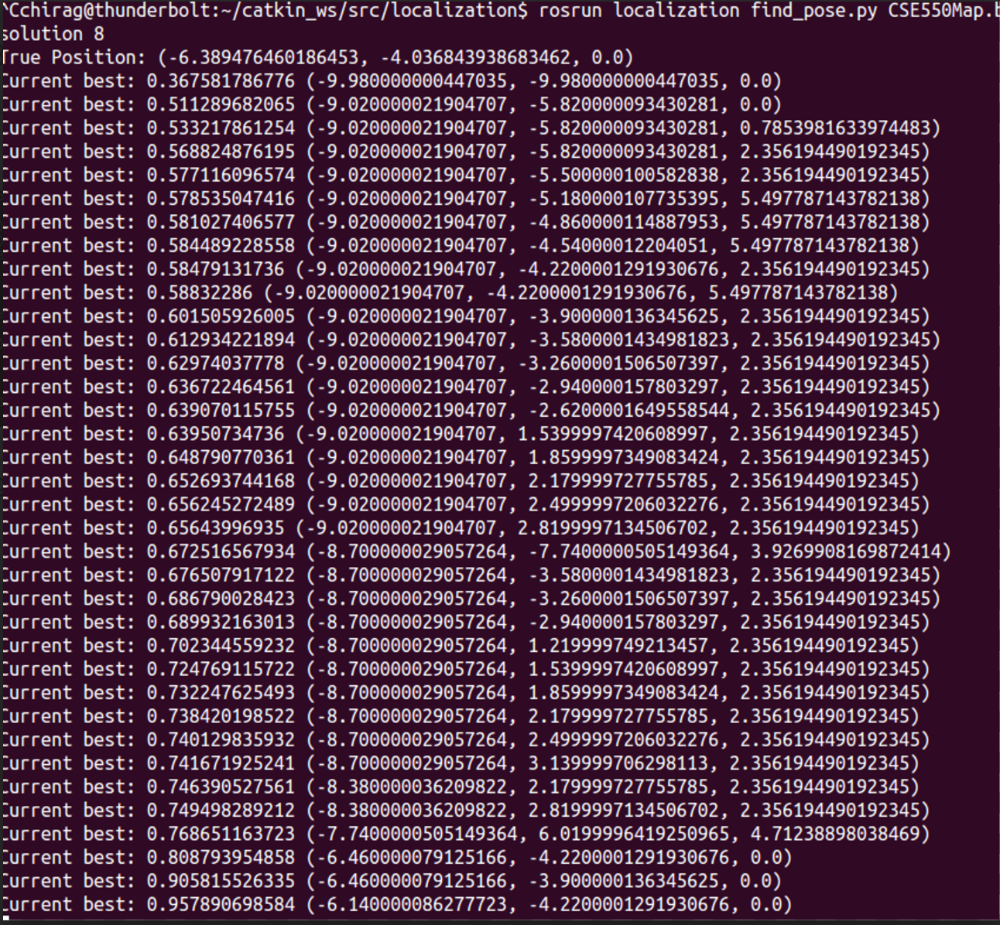 ^Cchirag@thunderbolt:~/catkin_ws/src/localization$ rosrun localization find_pose.py CSE550Map.b
solution 8
True Position: (-6.389476460186453, -4.036843938683462, 0.0)
Current best: 0.367581786776 (-9.980000000447035, -9.980000000447035, 0.0)
Current best: 0.511289682065 (-9.020000021904707, -5.820000093430281, 0.0)
Current best: 0.533217861254 (-9.020000021904707, -5.820000093430281, 0.7853981633974483)
Current best: 0.568824876195 (-9.020000021904707, -5.820000093430281, 2.356194490192345)
Current best: 0.577116096574 (-9.020000021904707, -5.500000100582838, 2.356194490192345)
Current best: 0.578535047416 (-9.020000021904707, -5.180000107735395, 5.497787143782138)
Current best: 0.581027406577 (-9.020000021904707, -4.860000114887953, 5.497787143782138)
Current best: 0.584489228558 (-9.020000021904707, -4.54000012204051, 5.497787143782138)
Current best: 0.58479131736 (-9.020000021904707, -4.2200001291930676, 2.356194490192345)
Current best: 0.58832286 (-9.020000021904707, -4.2200001291930676, 5.497787143782138)
Current best: 0.601505926005 (-9.020000021904707, -3.900000136345625, 2.356194490192345)
Current best: 0.612934221894 (-9.020000021904707, -3.5800001434981823, 2.356194490192345)
Current best: 0.62974037778 (-9.020000021904707, -3.2600001506507397, 2.356194490192345)
Current best: 0.636722464561 (-9.020000021904707, -2.940000157803297, 2.356194490192345)
Current best: 0.639070115755 (-9.020000021904707, -2.6200001649558544, 2.356194490192345)
Current best: 0.63950734736 (-9.020000021904707, 1.5399997420608997, 2.356194490192345)
Current best: 0.648790770361 (-9.020000021904707, 1.8599997349083424, 2.356194490192345)
Current best: 0.652693744168 (-9.020000021904707, 2.179999727755785, 2.356194490192345)
Current best: 0.656245272489 (-9.020000021904707, 2.4999997206032276, 2.356194490192345)
Current best: 0.65643996935 (-9.020000021904707, 2.8199997134506702, 2.356194490192345)
Current best: 0.672516567934 (-8.700000029057264, -7.7400000505149364, 3.9269908169872414)
Current best: 0.676507917122 (-8.700000029057264, -3.5800001434981823, 2.356194490192345)
Current best: 0.686790028423 (-8.700000029057264, -3.2600001506507397, 2.356194490192345)
Current best: 0.689932163013 (-8.700000029057264, -2.940000157803297, 2.356194490192345)
Current best: 0.702344559232 (-8.700000029057264, 1.219999749213457, 2.356194490192345)
Current best: 0.724769115722 (-8.700000029057264, 1.5399997420608997, 2.356194490192345)
Current best: 0.732247625493 (-8.700000029057264, 1.8599997349083424, 2.356194490192345)
Current best: 0.738420198522 (-8.700000029057264, 2.179999727755785, 2.356194490192345)
Current best: 0.740129835932 (-8.700000029057264, 2.4999997206032276, 2.356194490192345)
Current best: 0.741671925241 (-8.700000029057264, 3.139999706298113, 2.356194490192345)
Current best: 0.746390527561 (-8.380000036209822, 2.179999727755785, 2.356194490192345)
Current best: 0.749498289212 (-8.380000036209822, 2.8199997134506702, 2.356194490192345)
Current best: 0.768651163723 (-7.7400000505149364, 6.0199996419250965, 4.71238898038469)
Current best: 0.808793954858 (-6.460000079125166, -4.2200001291930676, 0.0)
Current best: 0.905815526335 (-6.460000079125166, -3.900000136345625, 0.0)
Current best: 0.957890698584 (-6.140000086277723, -4.2200001291930676, 0.0)